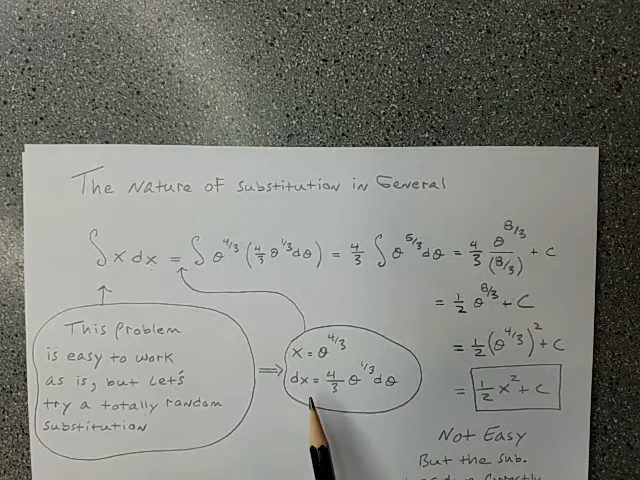 The Nature of Substitution in General
∫ x dx = ∫ θ^{4/3} (4/3 θ^{1/3} dθ) = 4/3 ∫ θ^{5/3} dθ = 4/3 θ^{8/3}/(8/3) + C
= 1/2 θ^{8/3} + C
= 1/2 (θ^{4/3})^2 + C
= 1/2 x^2 + C
This Problem
is easy to work
as is, but Let's
try a totally random
substitution
⇒
x = θ^{4/3}
dx = 4/3 θ^{1/3} dθ
Not Easy
But the sub.